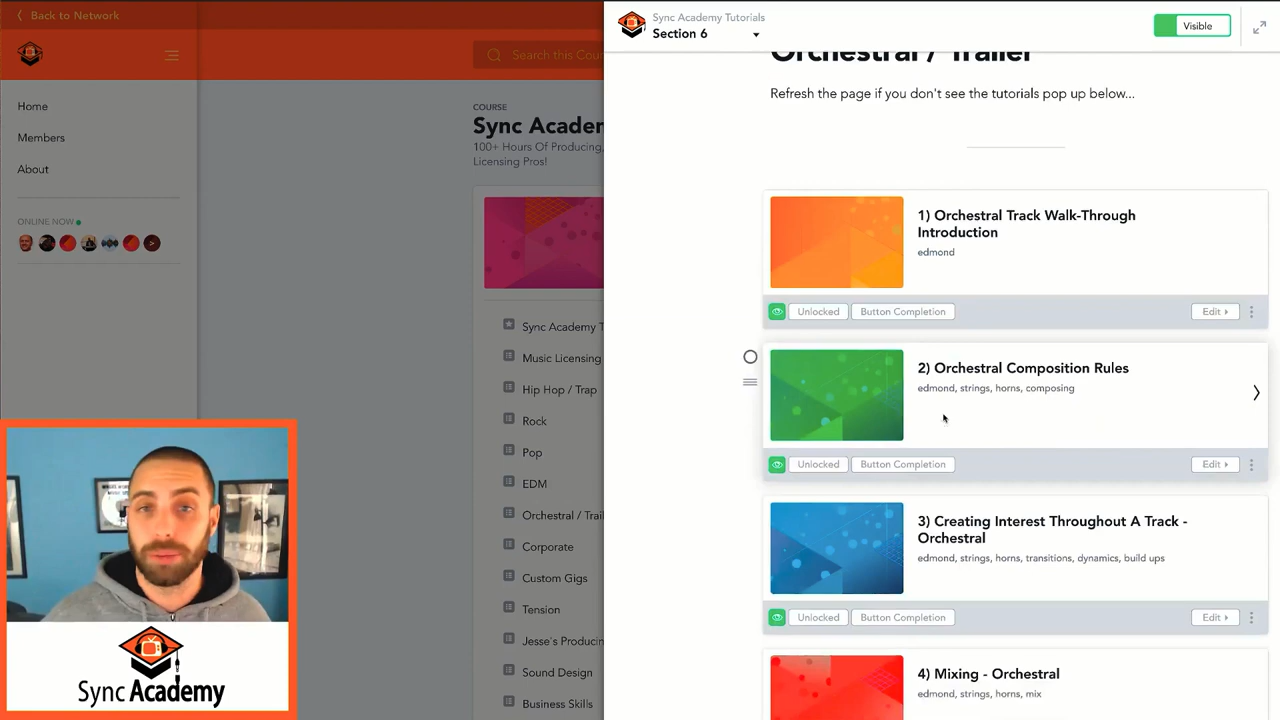 Back to Network
Search this Cou
Home
Members
About
ONLINE NOW
COURSE
Sync Academ
100+ Hours Of Producing,
Licensing Pros!
Sync Academy T
Music Licensing
Hip Hop / Trap
Rock
Pop
EDM
Orchestral / Trail
Corporate
Custom Gigs
Tension
Jesse's Producin
Sound Design
Business Skills
Sync Academy
Sync Academy Tutorials
Section 6
Visible
Orchestral / Trailer
Refresh the page if you don't see the tutorials pop up below...
1) Orchestral Track Walk-Through
Introduction
edmond
Unlocked
Button Completion
Edit
2) Orchestral Composition Rules
edmond, strings, horns, composing
Unlocked
Button Completion
Edit
3) Creating Interest Throughout A Track -
Orchestral
edmond, strings, horns, transitions, dynamics, build ups
Unlocked
Button Completion
Edit
4) Mixing - Orchestral
edmond, strings, horns, mix